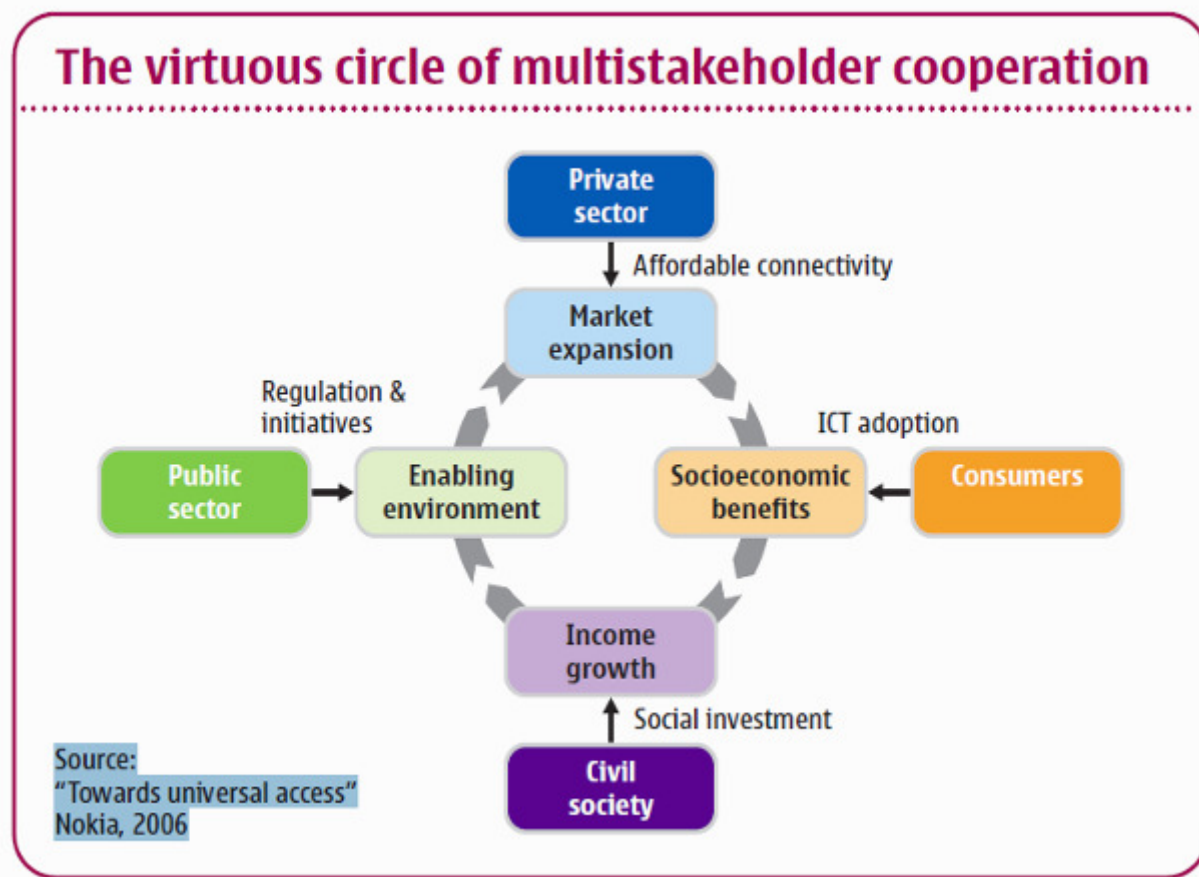 The virtuous circle of multistakeholder cooperation
Private
sector
Affordable connectivity
Market
expansion
Regulation &
initiatives
ICT adoption
Public
sector
Enabling
environment
Socioeconomic
benefits
Consumers
Income
growth
Social investment
Civil
society
Source:
“Towards universal access”
Nokia, 2006